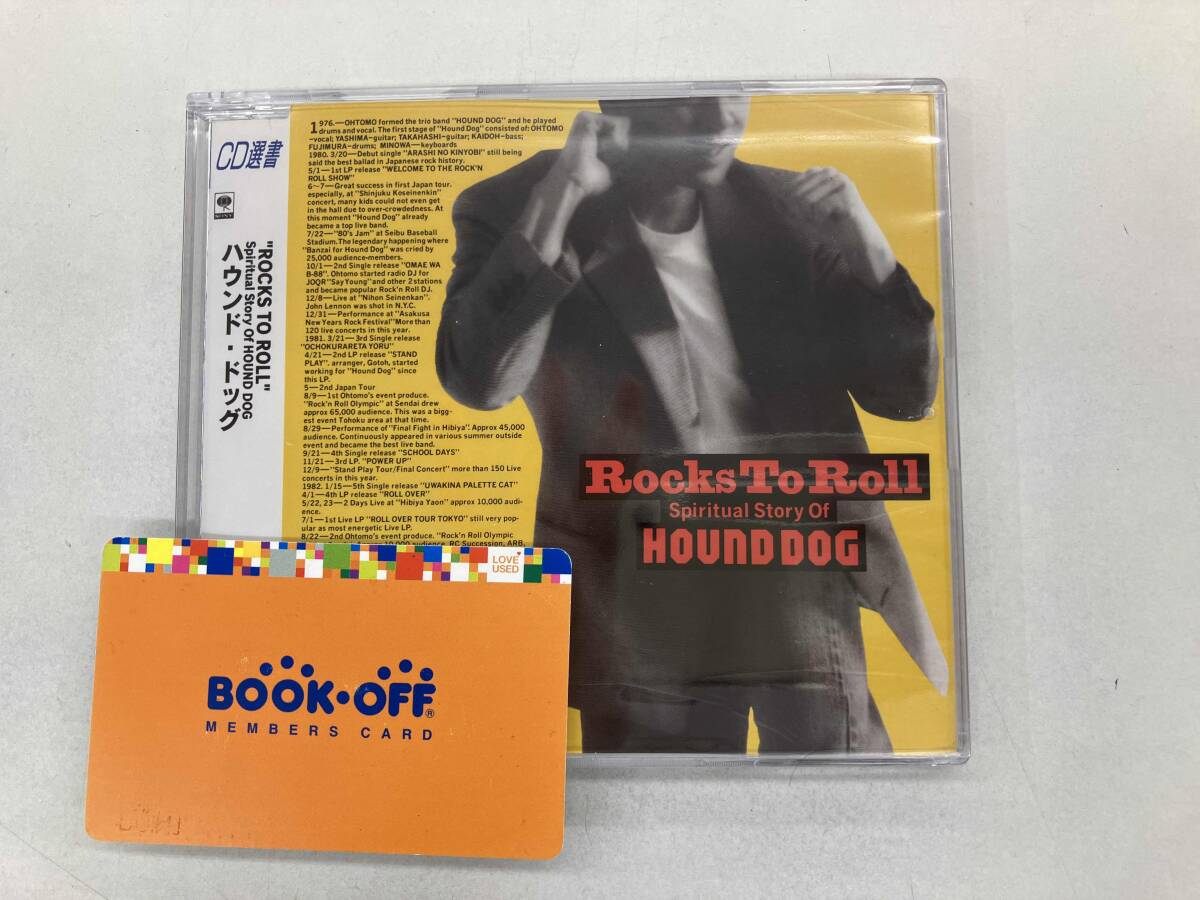 CD選書
SONY
"ROCKS TO ROLL"
Spiritual Story Of HOUND DOG
ハウンド・ドッグ
1976.—OHTOMO formed the trio band "HOUND DOG" and he played
drums and vocal. The first stage of "Hound Dog" consisted of: OHTOMO
-vocal; YASHIMA-guitar; TAKAHASHI-guitar; KAIDOH-bass;
FUJIMURA-drums; MINOWA—keyboards
1980. 3/20—Debut single "ARASHI NO KINYOBI" still being
said the best ballad in Japanese rock history.
5/1—1st LP release "WELCOME TO THE ROCK'N
ROLL SHOW"
6~7—Great success in first Japan tour.
especially, at "Shinjuku Koseinenkin"
concert, many kids could not even get
in the hall due to over-crowdedness. At
this moment "Hound Dog" already
became a top live band.
7/22—"80's Jam" at Seibu Baseball
Stadium.The legendary happening where
"Banzai for Hound Dog" was cried by
25,000 audience-members.
10/1—2nd Single release "OMAE WA
B-88". Ohtomo started radio DJ for
JOQR "Say Young" and other 2 stations
and became popular Rock'n Roll DJ.
12/8—Live at "Nihon Seinenkan".
John Lennon was shot in N.Y.C.
12/31—Performance at "Asakusa
New Years Rock Festival"More than
120 live concerts in this year.
1981. 3/21—3rd Single release
"OCHOKURARETA YORU"
4/21—2nd LP release "STAND
PLAY". arranger, Gotoh, started
working for "Hound Dog" since
this LP.
5—2nd Japan Tour
8/9—1st Ohtomo's event produce.
"Rock'n Roll Olympic" at Sendai drew
approx 65,000 audience. This was a bigg-
est event Tohoku area at that time.
8/29—Performance of "Final Fight in Hibiya". Approx 45,000
audience. Continuously appeared in various summer outside
event and became the best live band.
9/21—4th Single release "SCHOOL DAYS"
11/21—3rd LP. "POWER UP"
12/9—"Stand Play Tour/Final Concert" more than 150 Live
concerts in this year.
1982. 1/15—5th Single release "UWAKINA PALETTE CAT"
4/1—4th LP release "ROLL OVER"
5/22, 23—2 Days Live at "Hibiya Yaon" approx 10,000 audi-
ence.
7/1—1st Live LP "ROLL OVER TOUR TOKYO" still very pop-
ular as most energetic Live LP.
8/22—2nd Ohtomo's event produce. "Rock'n Roll Olympic
10,000 audience. RC Succession, ARB,
Rocks To Roll
Spiritual Story Of
HOUND DOG
LOVE
USED
BOOK·OFF®
MEMBERS CARD